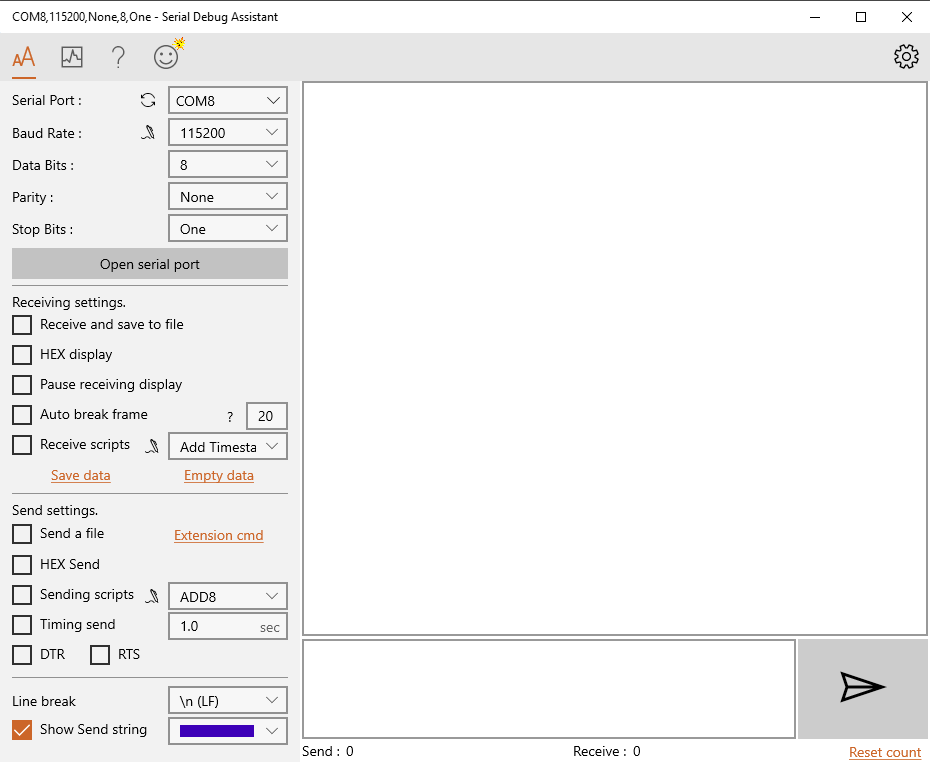 COM8,115200,None,8,One - Serial Debug Assistant
AA
?
Serial Port :
COM8
Baud Rate :
115200
Data Bits :
8
Parity :
None
Stop Bits :
One
Open serial port
Receiving settings.
Receive and save to file
HEX display
Pause receiving display
Auto break frame ? 20
Receive scripts Add Timesta
Save data Empty data
Send settings.
Send a file Extension cmd
HEX Send
Sending scripts ADD8
Timing send 1.0 sec
DTR RTS
Line break \n (LF)
Show Send string
Send : 0 Receive : 0 Reset count